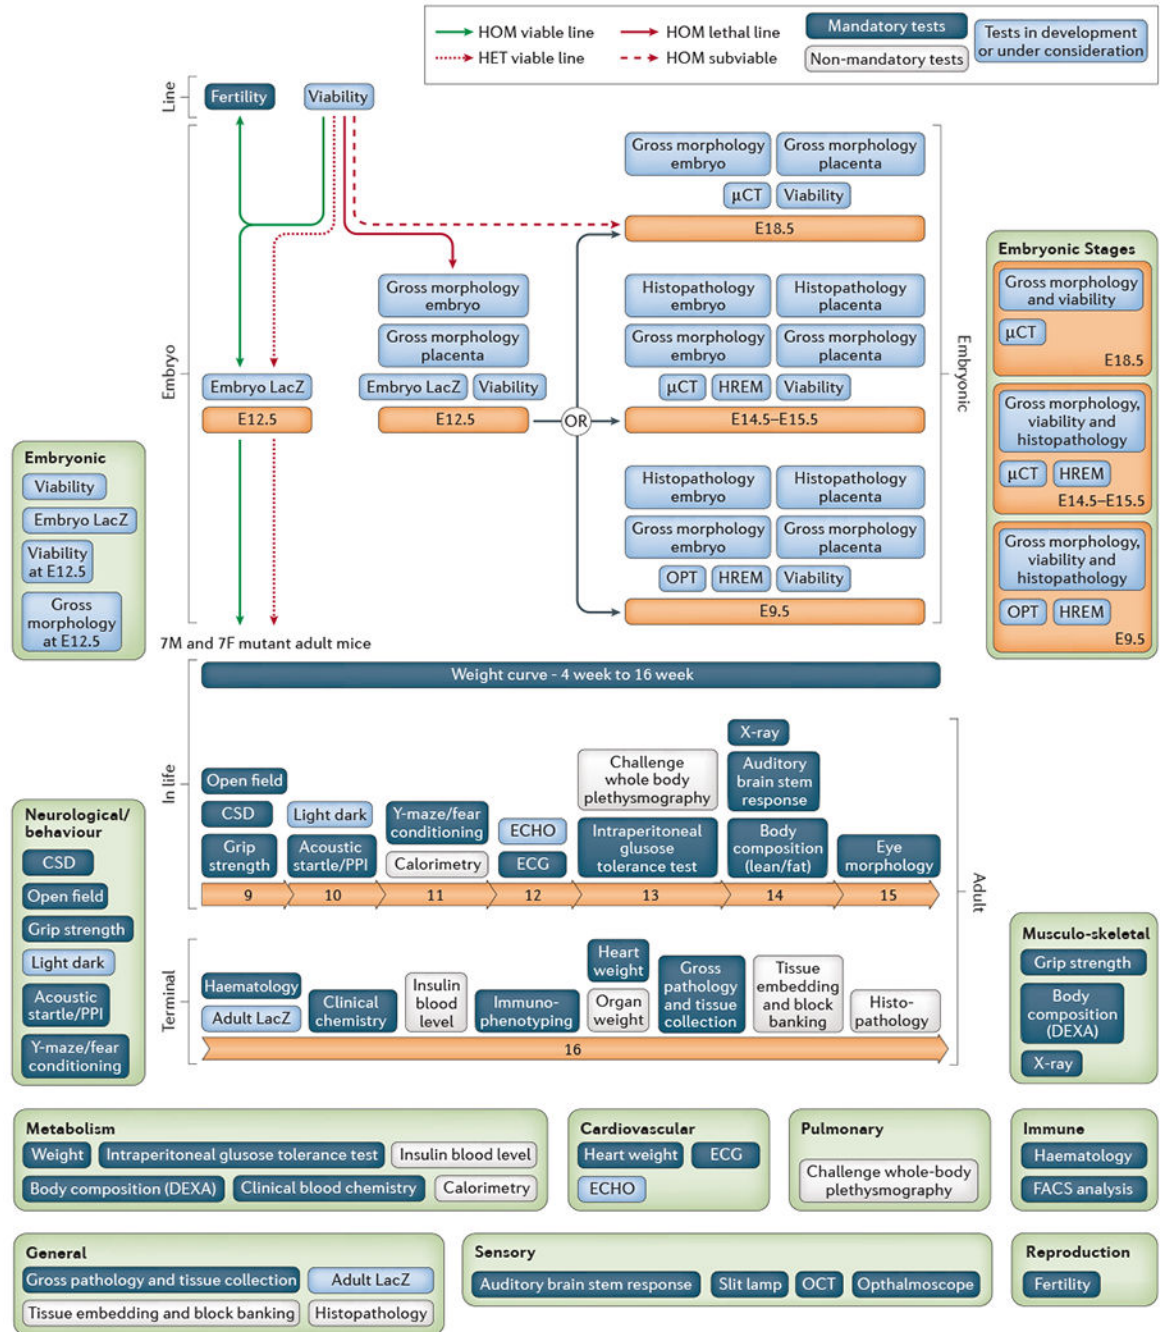 HOM viable line
HOM lethal line
Mandatory tests
Tests in development
or under consideration
HET viable line
HOM subviable
Non-mandatory tests
Line
Fertility
Viability
Embryo
Gross morphology
embryo
Gross morphology
placenta
µCT
Viability
E18.5
Gross morphology
embryo
Gross morphology
placenta
Embryo LacZ
Embryo LacZ
Viability
E12.5
E12.5
OR
Histopathology
embryo
Histopathology
placenta
Gross morphology
embryo
Gross morphology
placenta
µCT
HREM
Viability
E14.5–E15.5
Histopathology
embryo
Histopathology
placenta
Gross morphology
embryo
Gross morphology
placenta
OPT
HREM
Viability
E9.5
Embryonic
Embryonic Stages
Gross morphology
and viability
µCT
E18.5
Gross morphology,
viability and
histopathology
µCT
HREM
E14.5–E15.5
Gross morphology,
viability and
histopathology
OPT
HREM
E9.5
Embryonic
Viability
Embryo LacZ
Viability
at E12.5
Gross
morphology
at E12.5
7M and 7F mutant adult mice
Weight curve - 4 week to 16 week
In life
Open field
CSD
Grip
strength
Light dark
Acoustic
startle/PPI
Y-maze/fear
conditioning
Calorimetry
ECHO
ECG
Challenge
whole body
plethysmography
Intraperitoneal
glusose
tolerance test
X-ray
Auditory
brain stem
response
Body
composition
(lean/fat)
Eye
morphology
9
10
11
12
13
14
15
Adult
Terminal
Haematology
Adult LacZ
Clinical
chemistry
Insulin
blood
level
Immuno-
phenotyping
Heart
weight
Organ
weight
Gross
pathology
and tissue
collection
Tissue
embedding
and block
banking
Histo-
pathology
16
Neurological/
behaviour
CSD
Open field
Grip strength
Light dark
Acoustic
startle/PPI
Y-maze/fear
conditioning
Musculo-skeletal
Grip strength
Body
composition
(DEXA)
X-ray
Metabolism
Weight
Intraperitoneal glusose tolerance test
Insulin blood level
Body composition (DEXA)
Clinical blood chemistry
Calorimetry
Cardiovascular
Heart weight
ECG
ECHO
Pulmonary
Challenge whole-body
plethysmography
Immune
Haematology
FACS analysis
General
Gross pathology and tissue collection
Adult LacZ
Tissue embedding and block banking
Histopathology
Sensory
Auditory brain stem response
Slit lamp
OCT
Opthalmoscope
Reproduction
Fertility